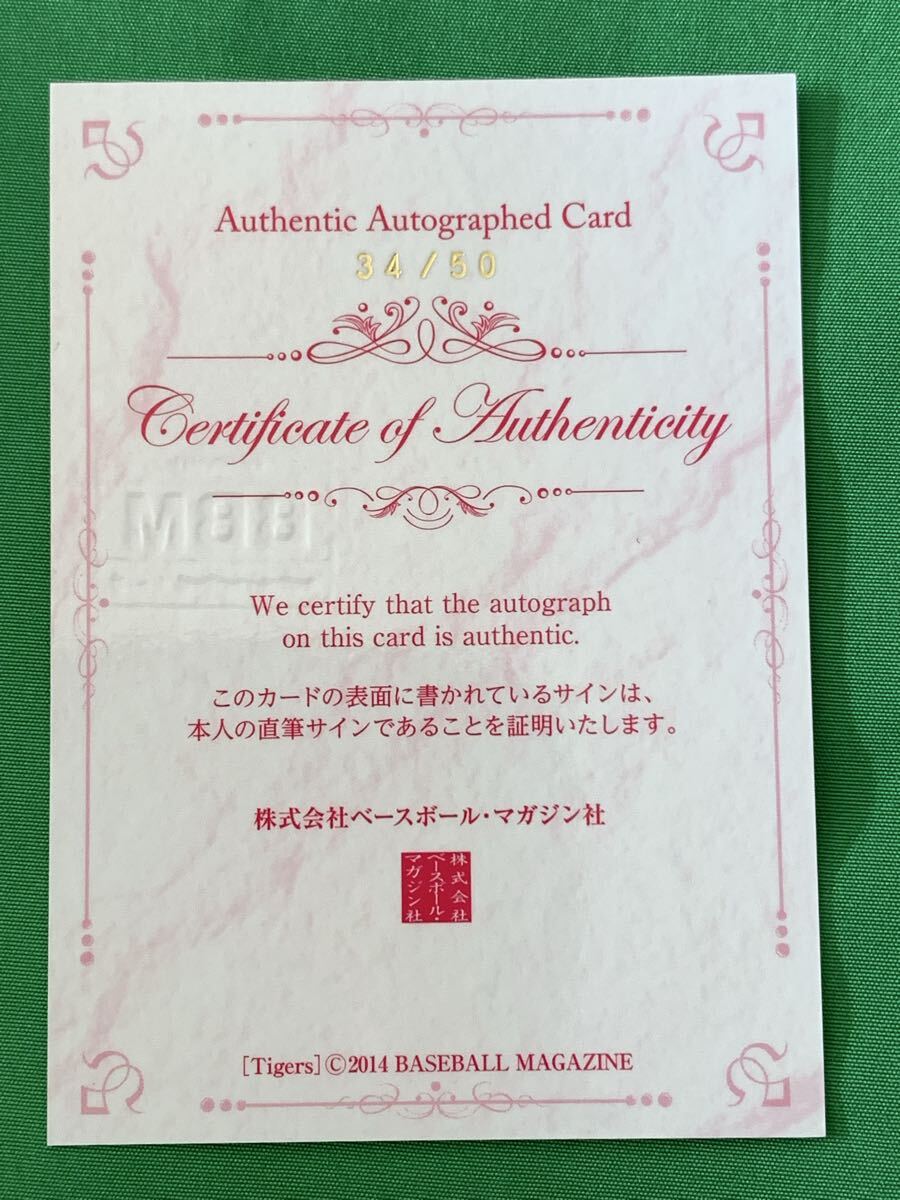 Authentic Autographed Card
34/50
Certificate of Authenticity
BBM
We certify that the autograph
on this card is authentic.
このカードの表面に書かれているサインは、
本人の直筆サインであることを証明いたします。
株式会社ベースボール・マガジン社
株式会社
ベースボール・
マガジン社
[Tigers]©2014 BASEBALL MAGAZINE